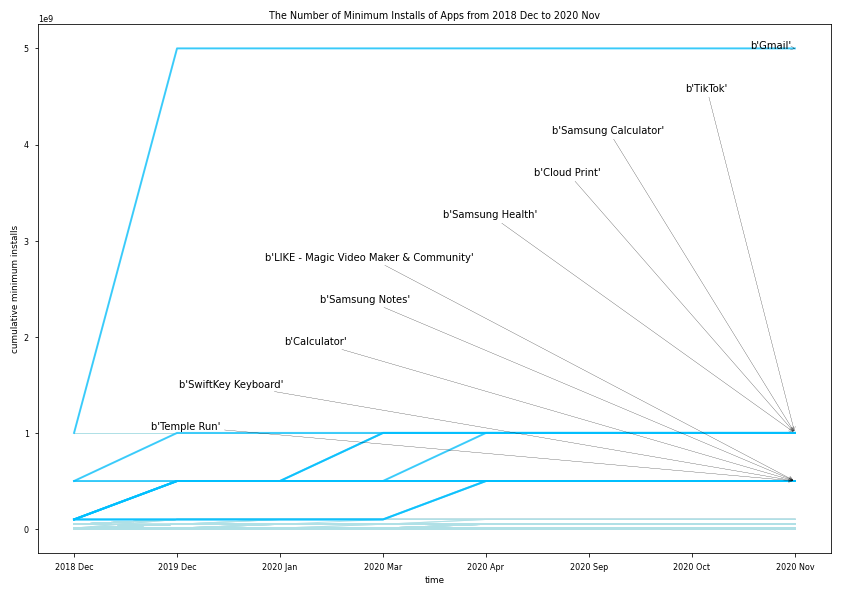 The Number of Minimum Installs of Apps from 2018 Dec to 2020 Nov
1e9
b'Gmail'
5
b'TikTok'
b'Samsung Calculator'
4
b'Cloud Print'
b'Samsung Health'
3
b'LIKE - Magic Video Maker & Community'
b'Samsung Notes'
2
b'Calculator'
b'SwiftKey Keyboard'
b'Temple Run'
1
0
cumulative minimum installs
2018 Dec
2019 Dec
2020 Jan
2020 Mar
2020 Apr
2020 Sep
2020 Oct
2020 Nov
time